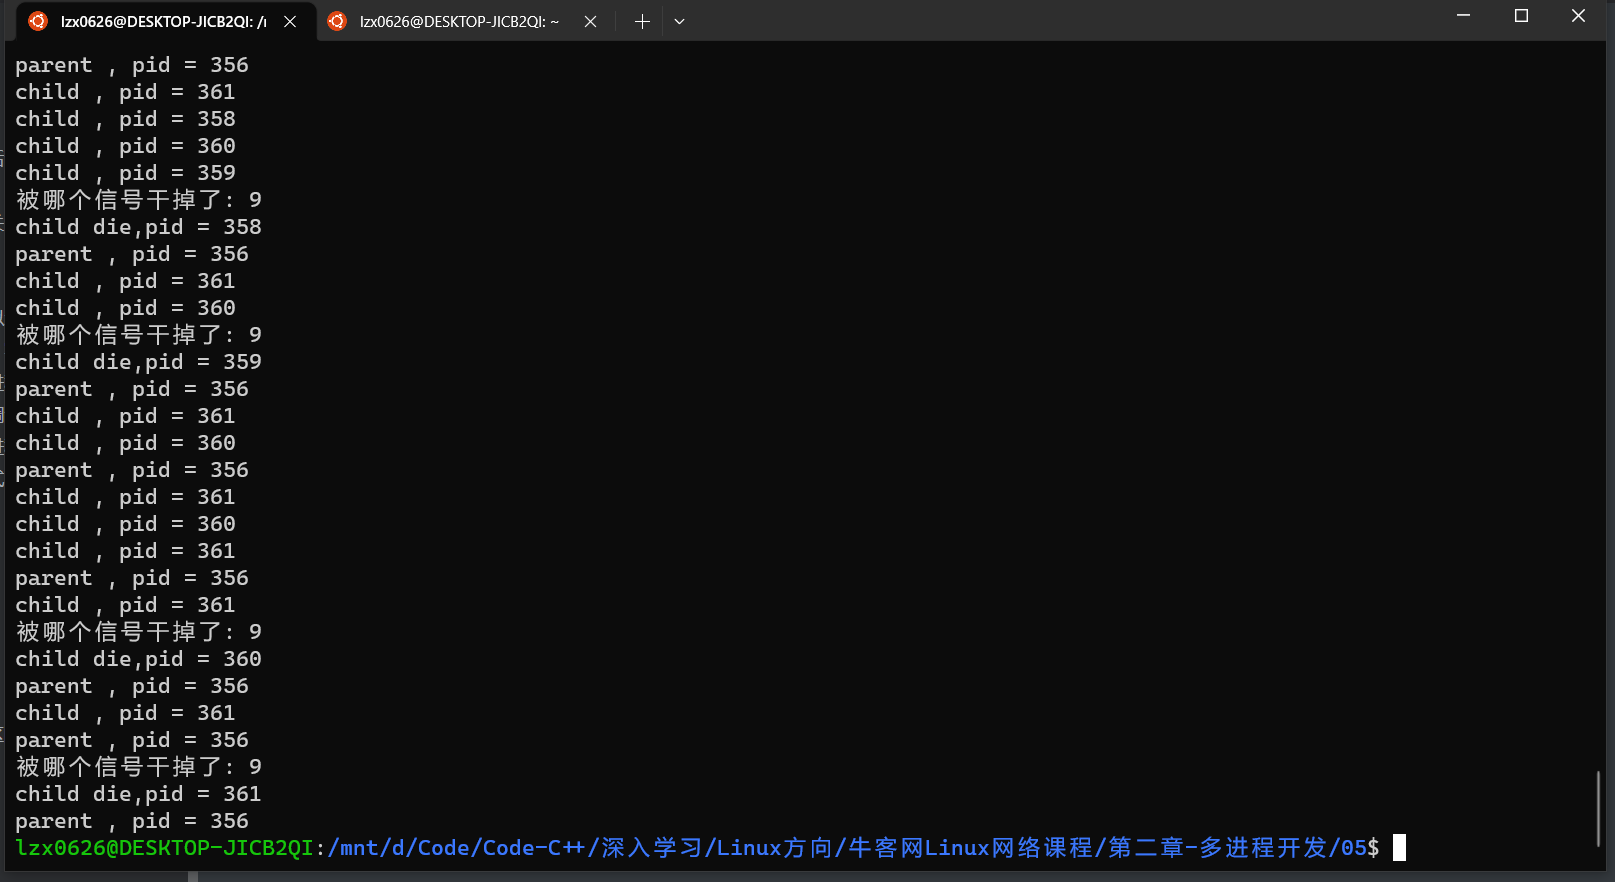 lzx0626@DESKTOP-JICB2QI: /r
lzx0626@DESKTOP-JICB2QI: ~
parent , pid = 356
child , pid = 361
child , pid = 358
child , pid = 360
child , pid = 359
被哪个信号干掉了: 9
child die,pid = 358
parent , pid = 356
child , pid = 361
child , pid = 360
被哪个信号干掉了: 9
child die,pid = 359
parent , pid = 356
child , pid = 361
child , pid = 360
parent , pid = 356
child , pid = 361
child , pid = 360
child , pid = 361
parent , pid = 356
child , pid = 361
被哪个信号干掉了: 9
child die,pid = 360
parent , pid = 356
child , pid = 361
parent , pid = 356
被哪个信号干掉了: 9
child die,pid = 361
parent , pid = 356
lzx0626@DESKTOP-JICB2QI:/mnt/d/Code/Code-C++/深入学习/Linux方向/牛客网Linux网络课程/第二章-多进程开发/05$